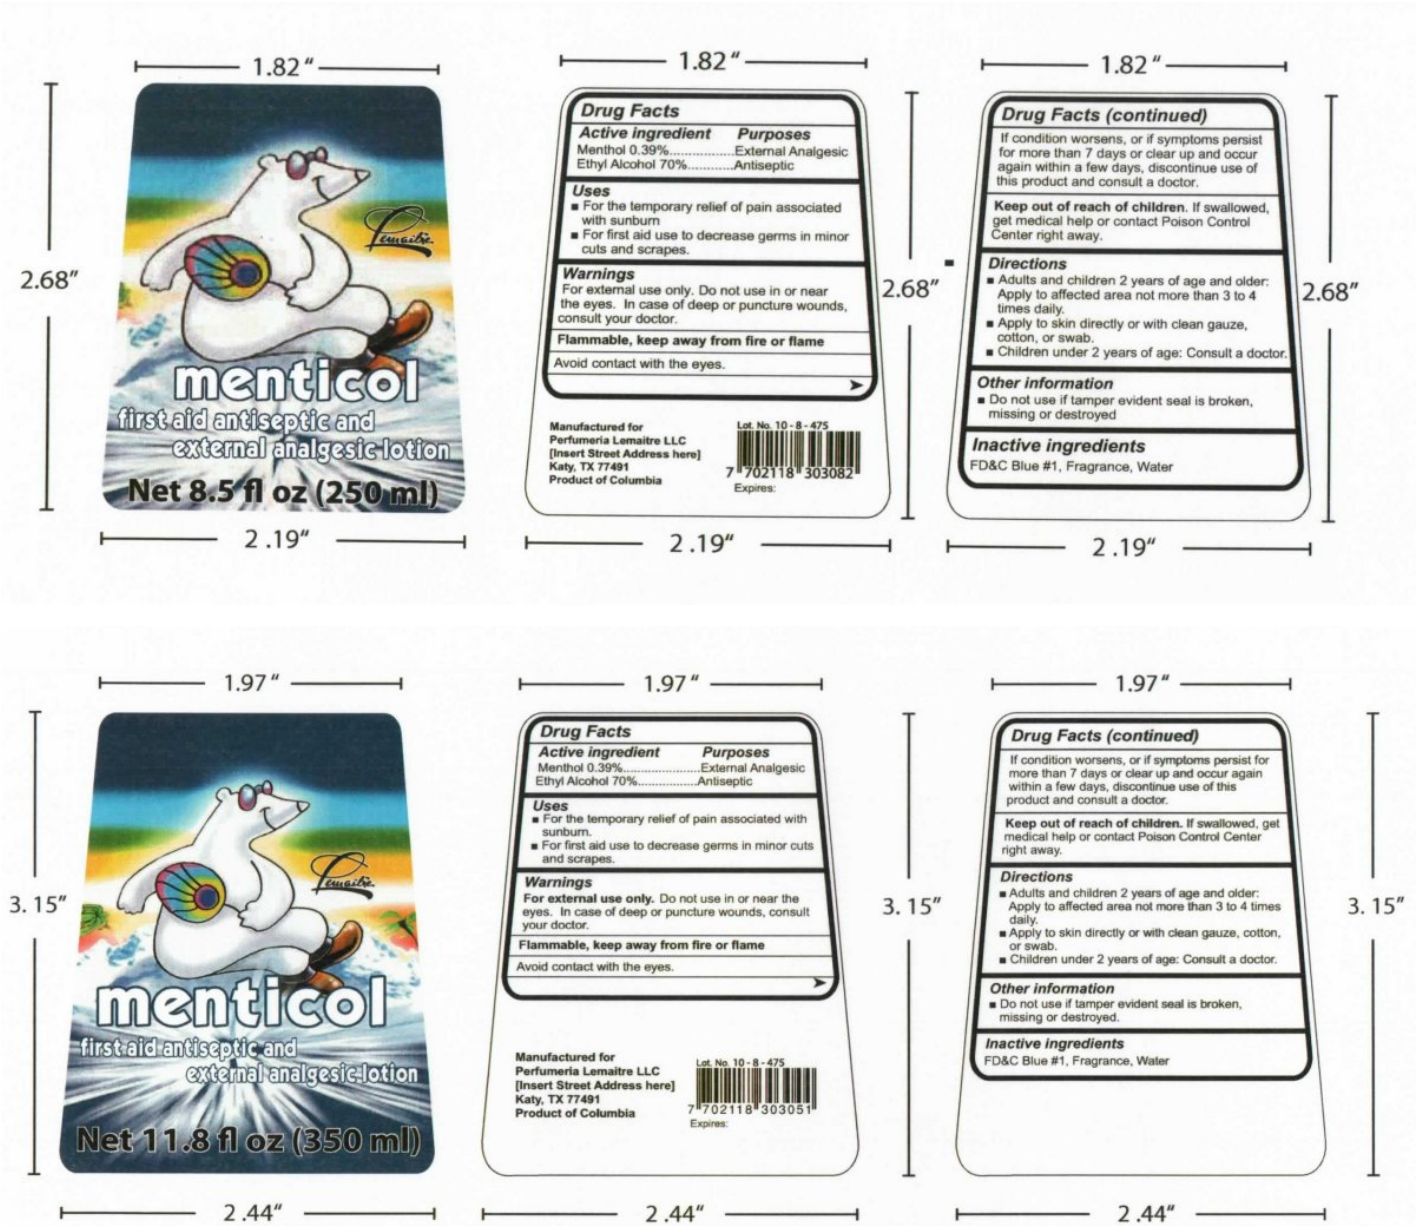 1.82"
2.68"
Lemaitre
menticol
first aid antiseptic and
external analgesic lotion
Net 8.5 fl oz (250 ml)
2.19"
1.82"
Drug Facts
Active ingredient Purposes
Menthol 0.39%......................External Analgesic
Ethyl Alcohol 70%............Antiseptic
Uses
■ For the temporary relief of pain associated
with sunburn
■ For first aid use to decrease germs in minor
cuts and scrapes.
Warnings
For external use only. Do not use in or near
the eyes. In case of deep or puncture wounds,
consult your doctor.
Flammable, keep away from fire or flame
Avoid contact with the eyes.
Manufactured for
Perfumeria Lemaitre LLC
[Insert Street Address here]
Katy, TX 77491
Product of Columbia
Lot. No. 10 - 8 - 475
7 702118 303082
Expires:
2.68"
2.19"
1.82"
Drug Facts (continued)
If condition worsens, or if symptoms persist
for more than 7 days or clear up and occur
again within a few days, discontinue use of
this product and consult a doctor.
Keep out of reach of children. If swallowed,
get medical help or contact Poison Control
Center right away.
Directions
■ Adults and children 2 years of age and older:
Apply to affected area not more than 3 to 4
times daily.
■ Apply to skin directly or with clean gauze,
cotton, or swab.
■ Children under 2 years of age: Consult a doctor.
Other information
■ Do not use if tamper evident seal is broken,
missing or destroyed
Inactive ingredients
FD&C Blue #1, Fragrance, Water
2.68"
2.19"
1.97"
3.15"
Lemaitre
menticol
first aid antiseptic and
external analgesic lotion
Net 11.8 fl oz (350 ml)
2.44"
1.97"
Drug Facts
Active ingredient Purposes
Menthol 0.39%..........................External Analgesic
Ethyl Alcohol 70%....................Antiseptic
Uses
■ For the temporary relief of pain associated with
sunburn.
■ For first aid use to decrease germs in minor cuts
and scrapes.
Warnings
For external use only. Do not use in or near the
eyes. In case of deep or puncture wounds, consult
your doctor.
Flammable, keep away from fire or flame
Avoid contact with the eyes.
Manufactured for
Perfumeria Lemaitre LLC
[Insert Street Address here]
Katy, TX 77491
Product of Columbia
Lot. No. 10 - 8 - 475
7 702118 303051
Expires:
3.15"
2.44"
1.97"
Drug Facts (continued)
If condition worsens, or if symptoms persist for
more than 7 days or clear up and occur again
within a few days, discontinue use of this
product and consult a doctor.
Keep out of reach of children. If swallowed, get
medical help or contact Poison Control Center
right away.
Directions
■ Adults and children 2 years of age and older:
Apply to affected area not more than 3 to 4 times
daily.
■ Apply to skin directly or with clean gauze, cotton,
or swab.
■ Children under 2 years of age: Consult a doctor.
Other information
■ Do not use if tamper evident seal is broken,
missing or destroyed.
Inactive ingredients
FD&C Blue #1, Fragrance, Water
3.15"
2.44"